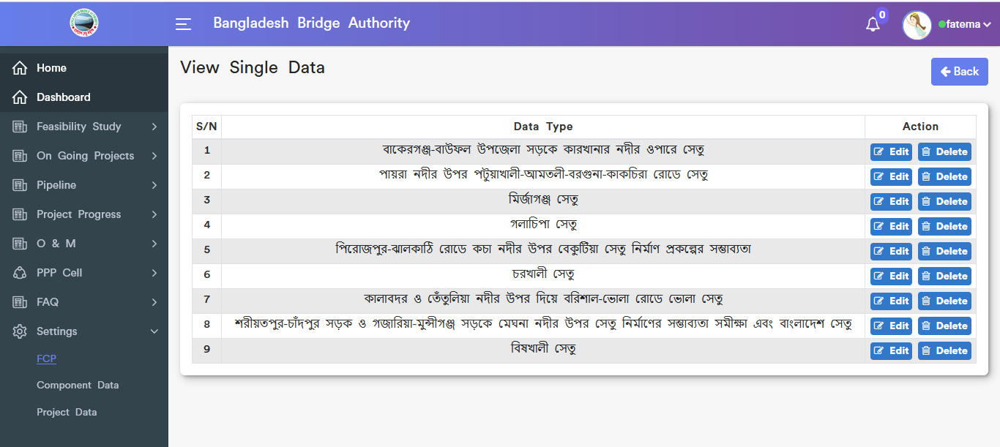 Bangladesh Bridge Authority
0
fatema
Home
Dashboard
Feasibility Study
On Going Projects
Pipeline
Project Progress
O & M
PPP Cell
FAQ
Settings
FCP
Component Data
Project Data
View Single Data
Back
S/N Data Type Action
1 বাকেরগঞ্জ-বাউফল উপজেলা সড়কে কারখানার নদীর ওপারে সেতু Edit Delete
2 পায়রা নদীর উপর পটুয়াখালী-আমতলী-বরগুনা-কাকচিরা রোডে সেতু Edit Delete
3 মির্জাগঞ্জ সেতু Edit Delete
4 গলাচিপা সেতু Edit Delete
5 পিরোজপুর-ঝালকাঠি রোডে কচা নদীর উপর বেকুটিয়া সেতু নির্মাণ প্রকল্পের সম্ভাব্যতা Edit Delete
6 চরখালী সেতু Edit Delete
7 কালাবদর ও তেঁতুলিয়া নদীর উপর দিয়ে বরিশাল-ভোলা রোডে ভোলা সেতু Edit Delete
8 শরীয়তপুর-চাঁদপুর সড়ক ও গজারিয়া-মুন্সীগঞ্জ সড়কে মেঘনা নদীর উপর সেতু নির্মাণের সম্ভাব্যতা সমীক্ষা এবং বাংলাদেশ সেতু Edit Delete
9 বিষখালী সেতু Edit Delete